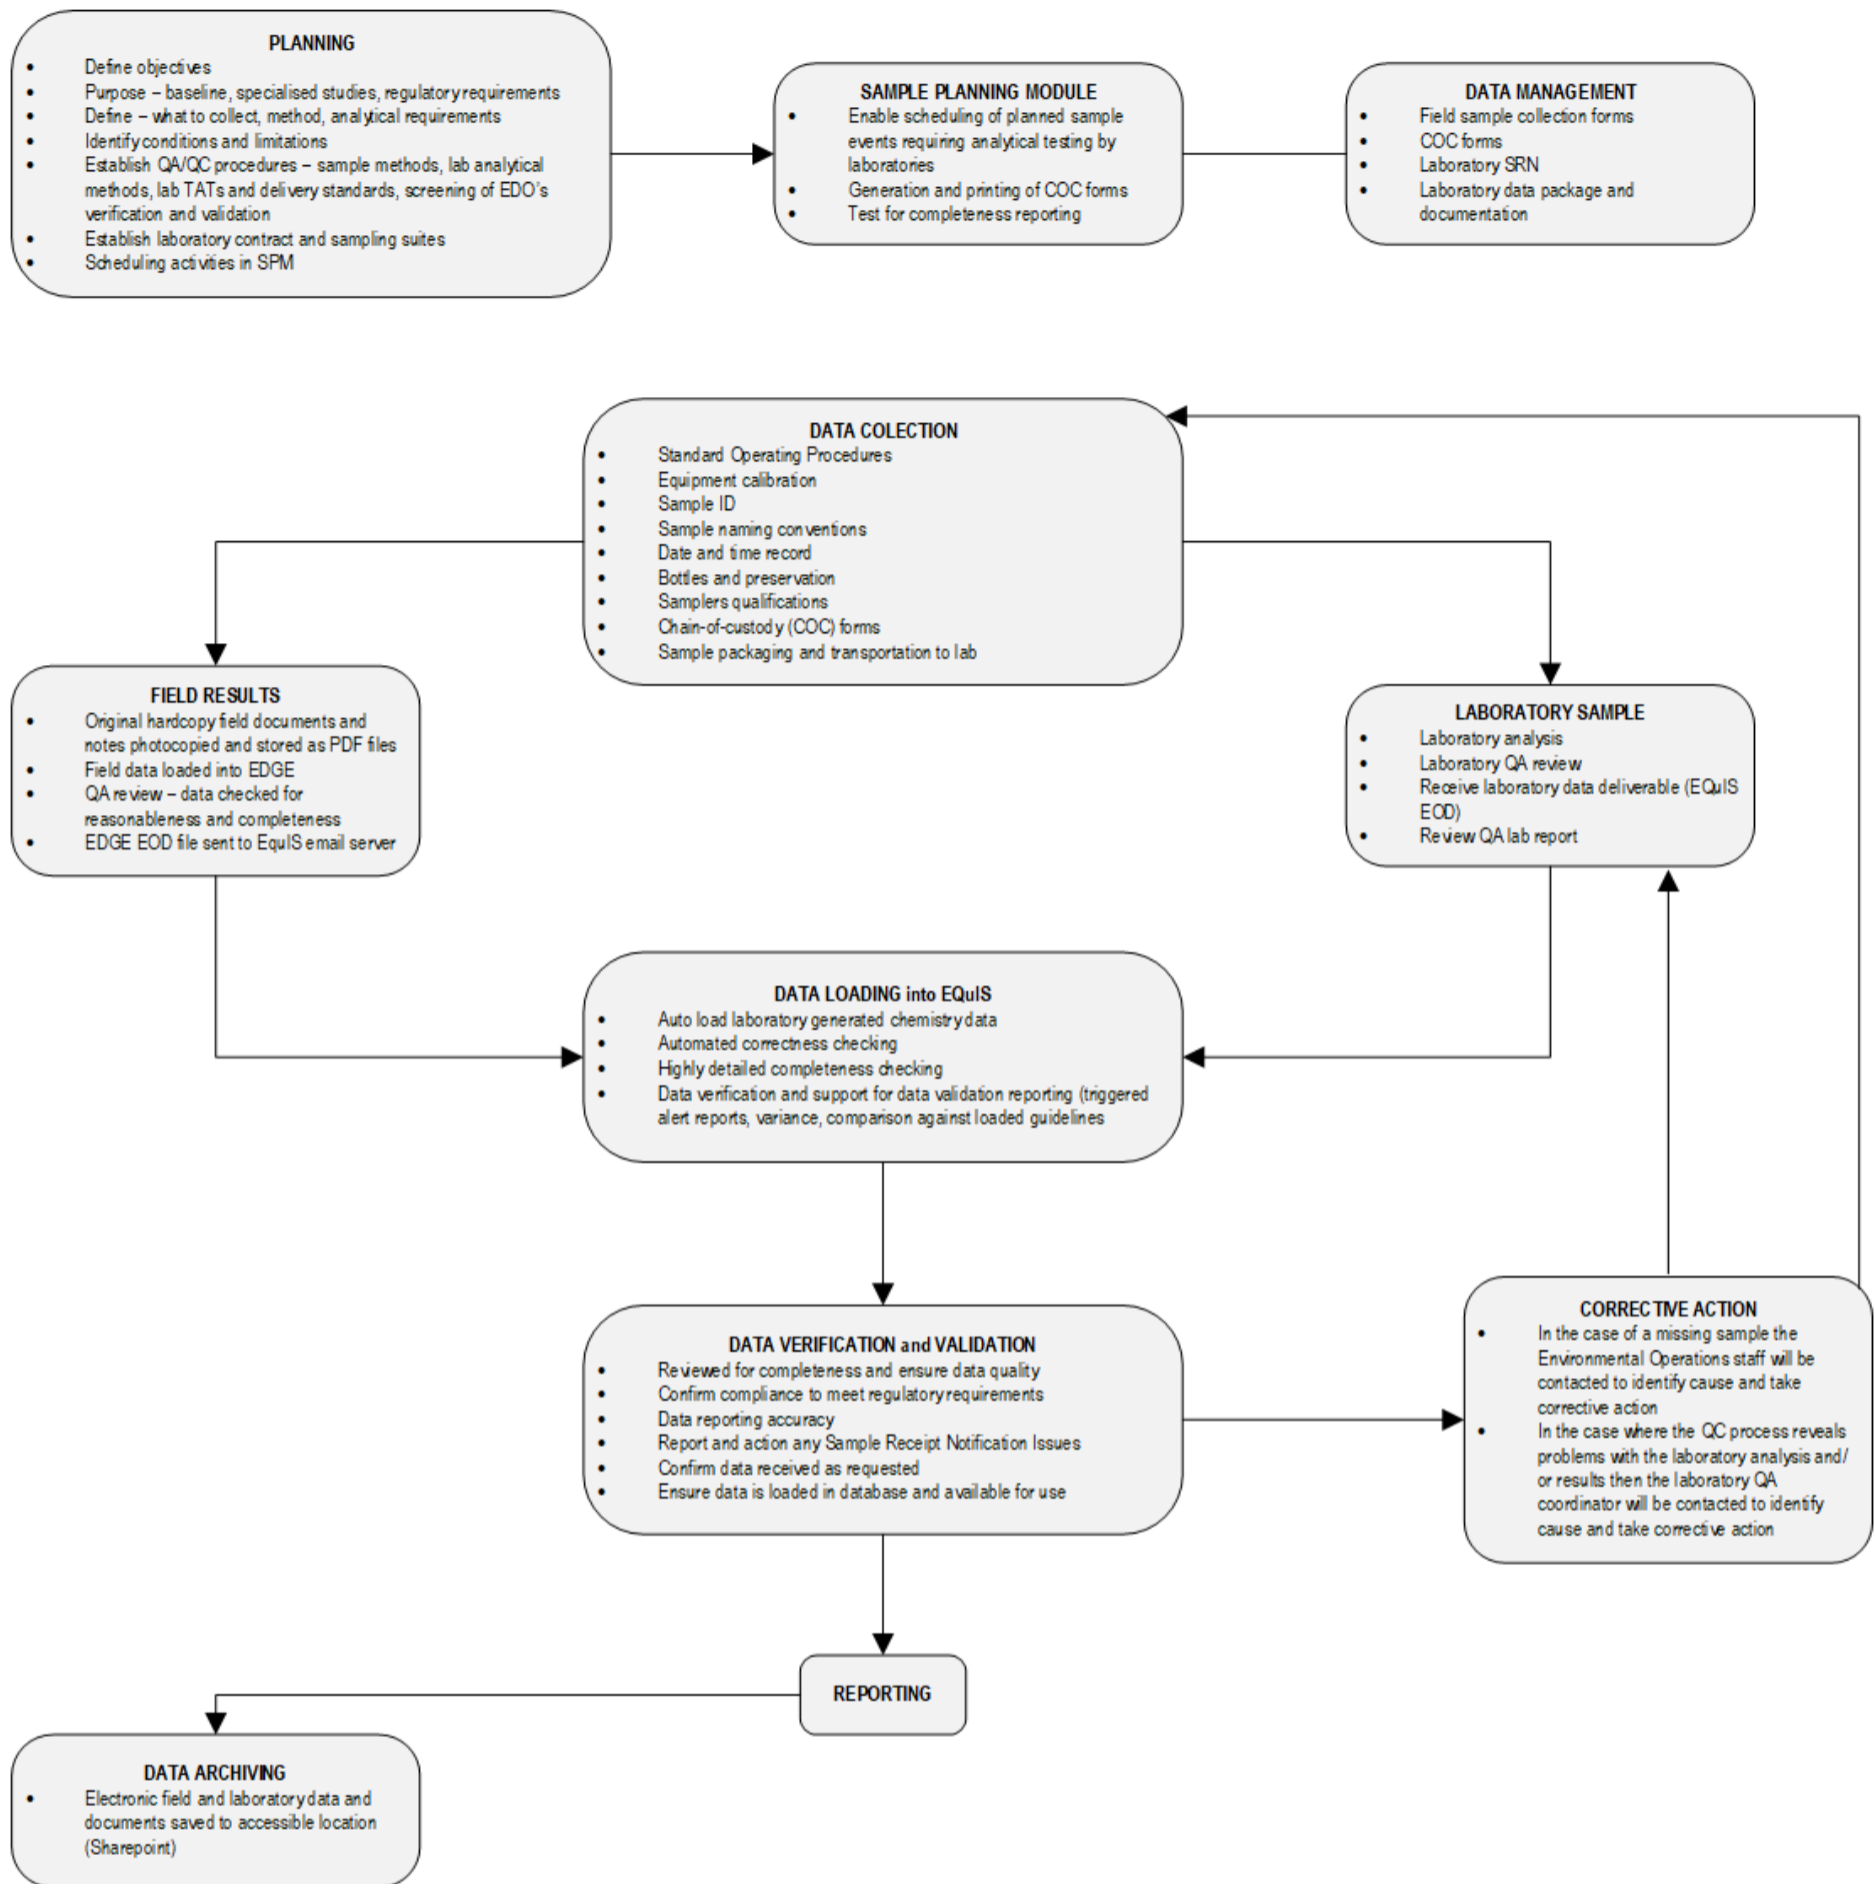 PLANNING
• Define objectives
• Purpose – baseline, specialised studies, regulatory requirements
• Define – what to collect, method, analytical requirements
• Identify conditions and limitations
• Establish QA/QC procedures – sample methods, lab analytical
methods, lab TATs and delivery standards, screening of EDO's
verification and validation
• Establish laboratory contract and sampling suites
• Scheduling activities in SPM
SAMPLE PLANNING MODULE
• Enable scheduling of planned sample
events requiring analytical testing by
laboratories
• Generation and printing of COC forms
• Test for completeness reporting
DATA MANAGEMENT
• Field sample collection forms
• COC forms
• Laboratory SRN
• Laboratory data package and
documentation
DATA COLECTION
• Standard Operating Procedures
• Equipment calibration
• Sample ID
• Sample naming conventions
• Date and time record
• Bottles and preservation
• Samplers qualifications
• Chain-of-custody (COC) forms
• Sample packaging and transportation to lab
FIELD RESULTS
• Original hardcopy field documents and
notes photocopied and stored as PDF files
• Field data loaded into EDGE
• QA review – data checked for
reasonableness and completeness
• EDGE EOD file sent to EquIS email server
LABORATORY SAMPLE
• Laboratory analysis
• Laboratory QA review
• Receive laboratory data deliverable (EQuIS
EOD)
• Review QA lab report
DATA LOADING into EQuIS
• Auto load laboratory generated chemistry data
• Automated correctness checking
• Highly detailed completeness checking
• Data verification and support for data validation reporting (triggered
alert reports, variance, comparison against loaded guidelines
DATA VERIFICATION and VALIDATION
• Reviewed for completeness and ensure data quality
• Confirm compliance to meet regulatory requirements
• Data reporting accuracy
• Report and action any Sample Receipt Notification Issues
• Confirm data received as requested
• Ensure data is loaded in database and available for use
CORRECTIVE ACTION
• In the case of a missing sample the
Environmental Operations staff will be
contacted to identify cause and take
corrective action
• In the case where the QC process reveals
problems with the laboratory analysis and/
or results then the laboratory QA
coordinator will be contacted to identify
cause and take corrective action
REPORTING
DATA ARCHIVING
• Electronic field and laboratory data and
documents saved to accessible location
(Sharepoint)